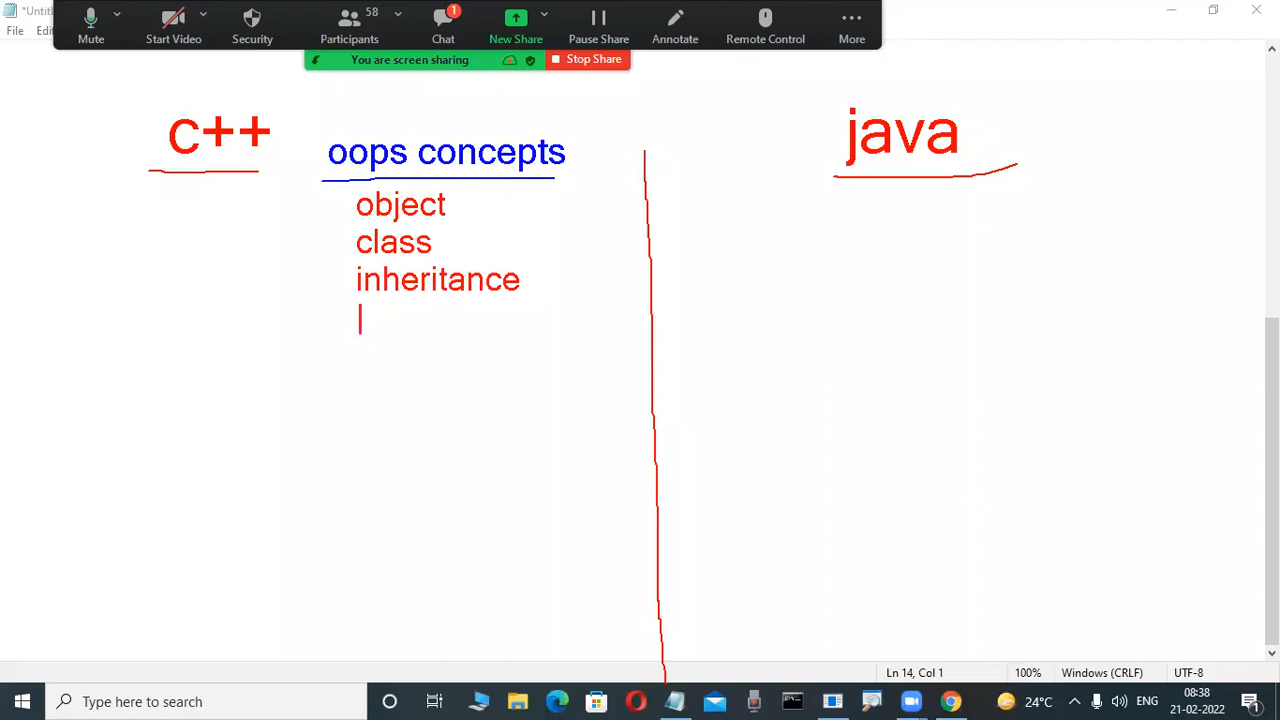 *Untitl
58
1
Mute
Start Video
Security
Participants
Chat
New Share
Pause Share
Annotate
Remote Control
More
File
You are screen sharing
Stop Share
c++
java
oops concepts
object
class
inheritance
Ln 14, Col 1
100%
Windows (CRLF)
UTF-8
Type here to search
24°C
ENG
08:38
21-02-2022
1